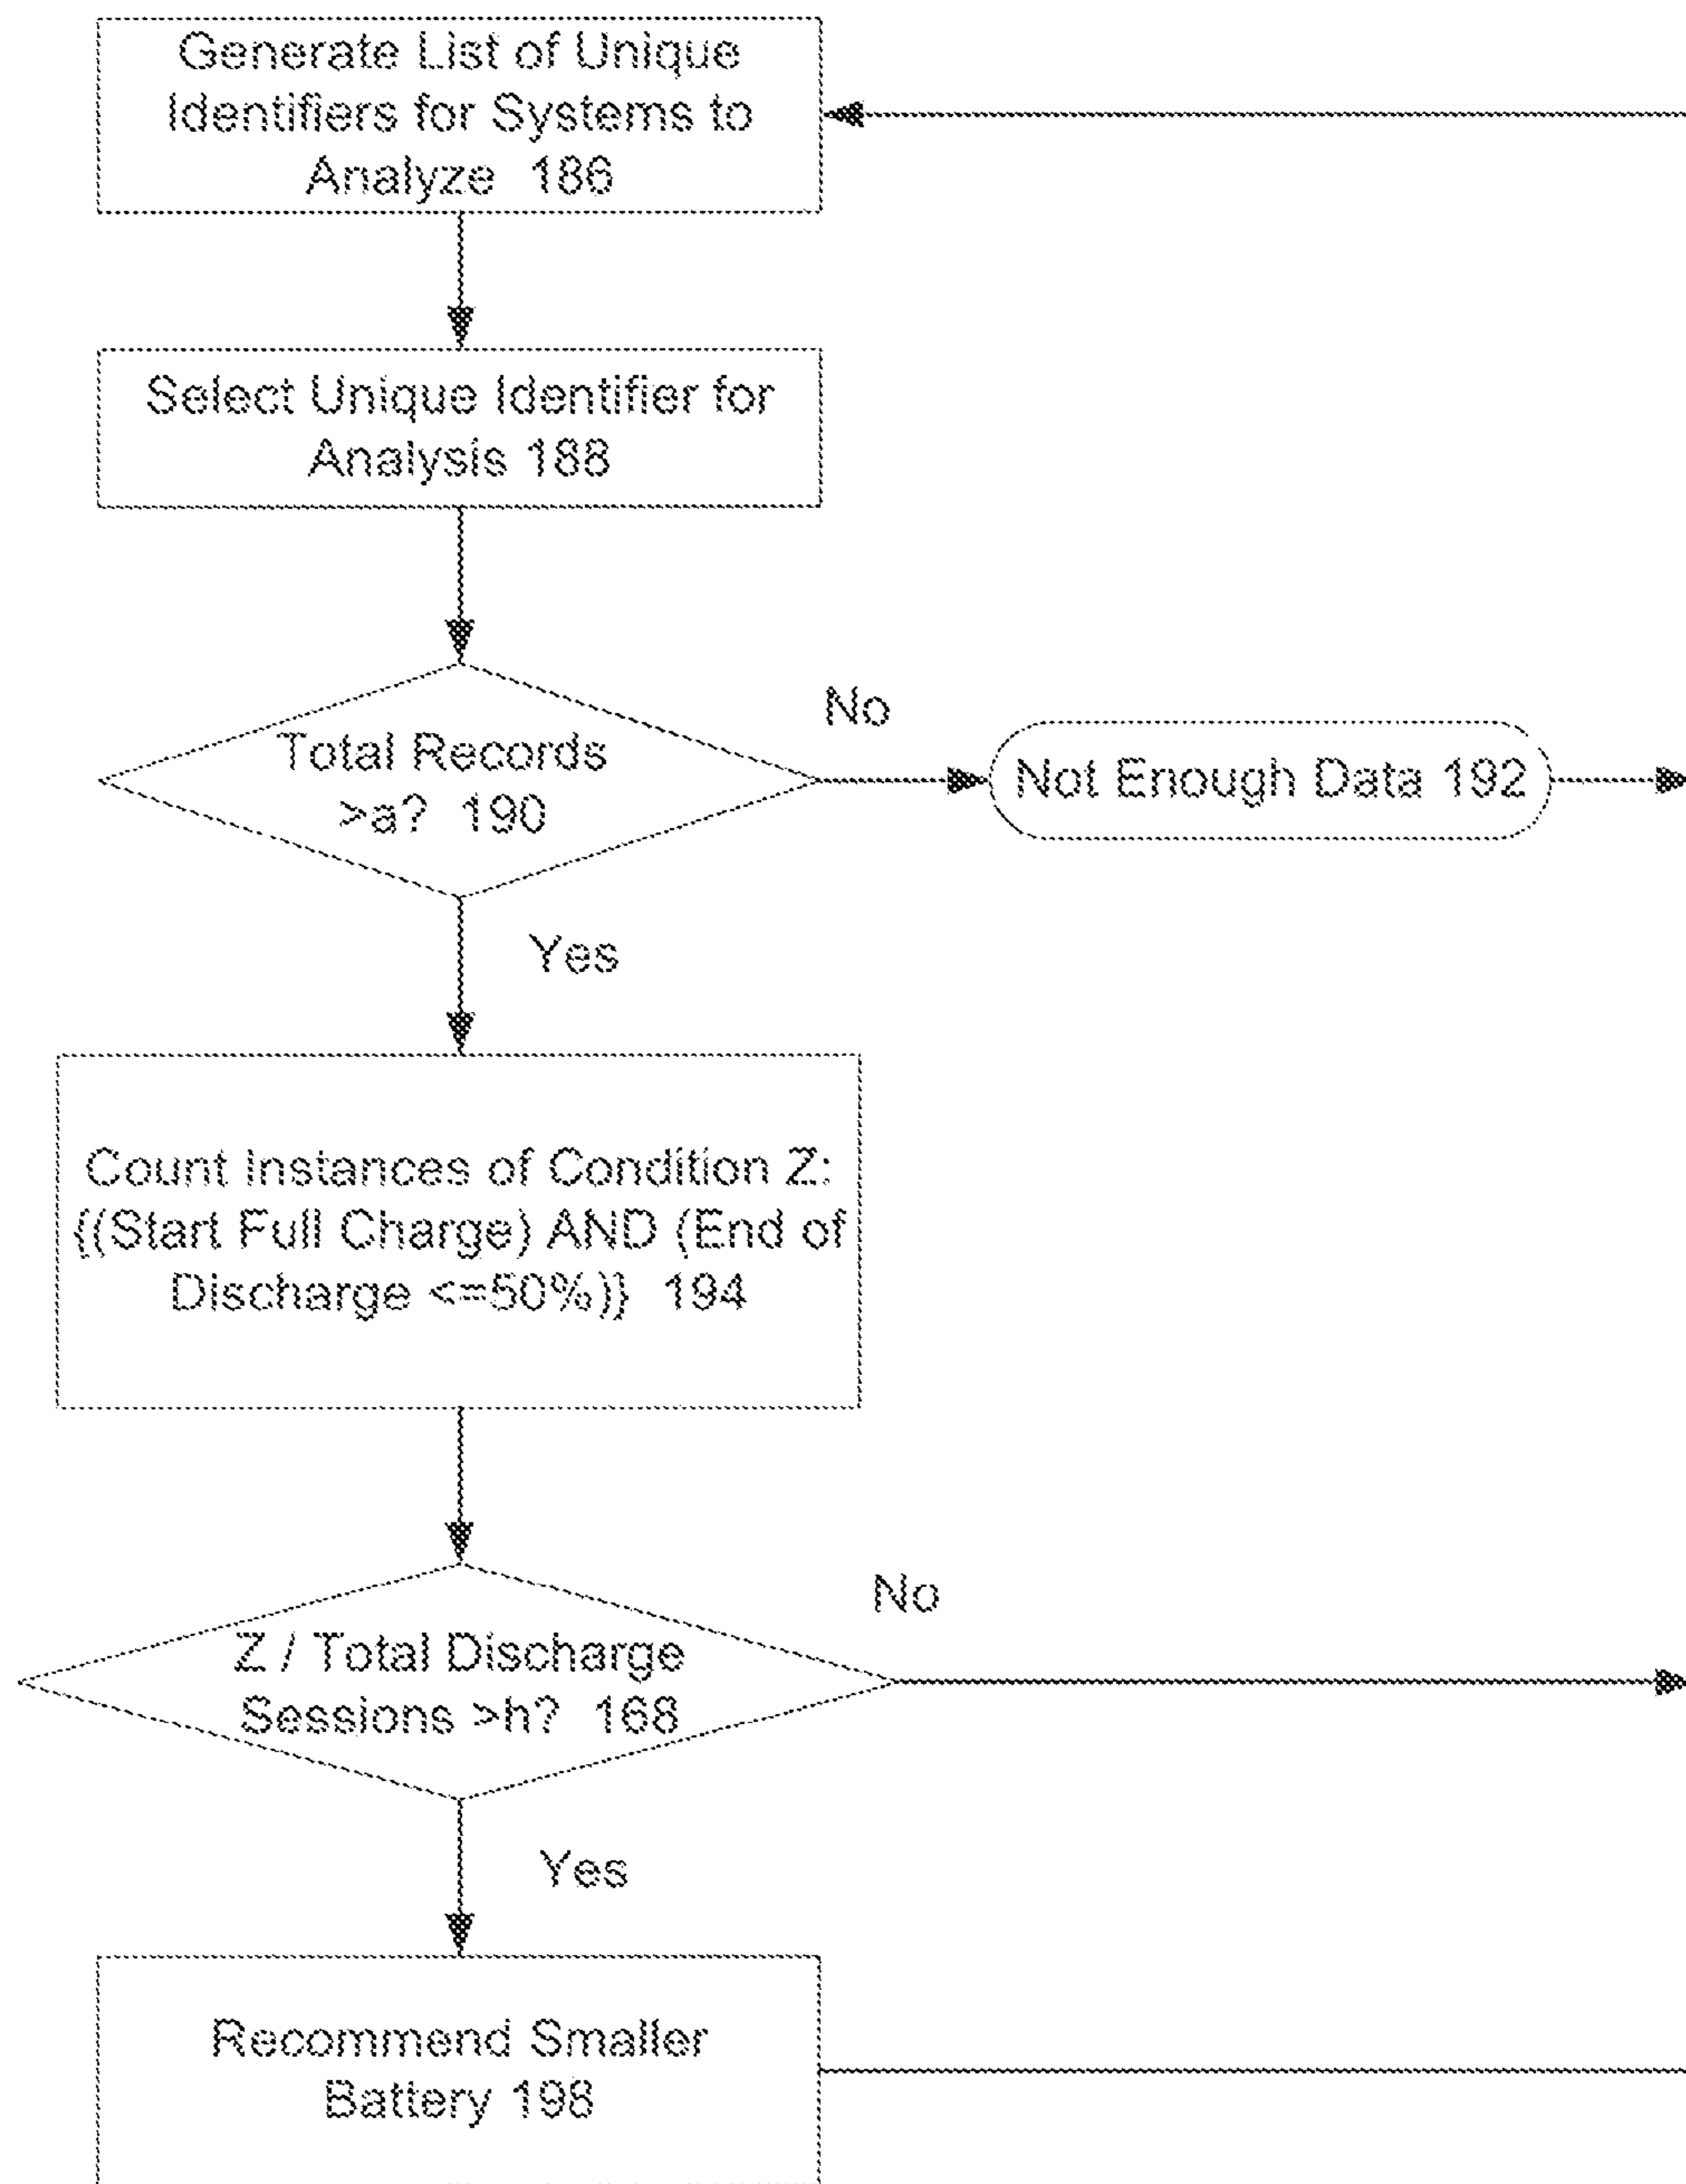 Generate List of Unique
Identifiers for Systems to
Analyze 186
Select Unique Identifier for
Analysis 188
No
Total Records
>a? 190
Not Enough Data 192
Yes
Count Instances of Condition Z:
{(Start Full Charge) AND (End of
Discharge <=50%)} 194
No
Z / Total Discharge
Sessions >h? 168
Yes
Recommend Smaller
Battery 198